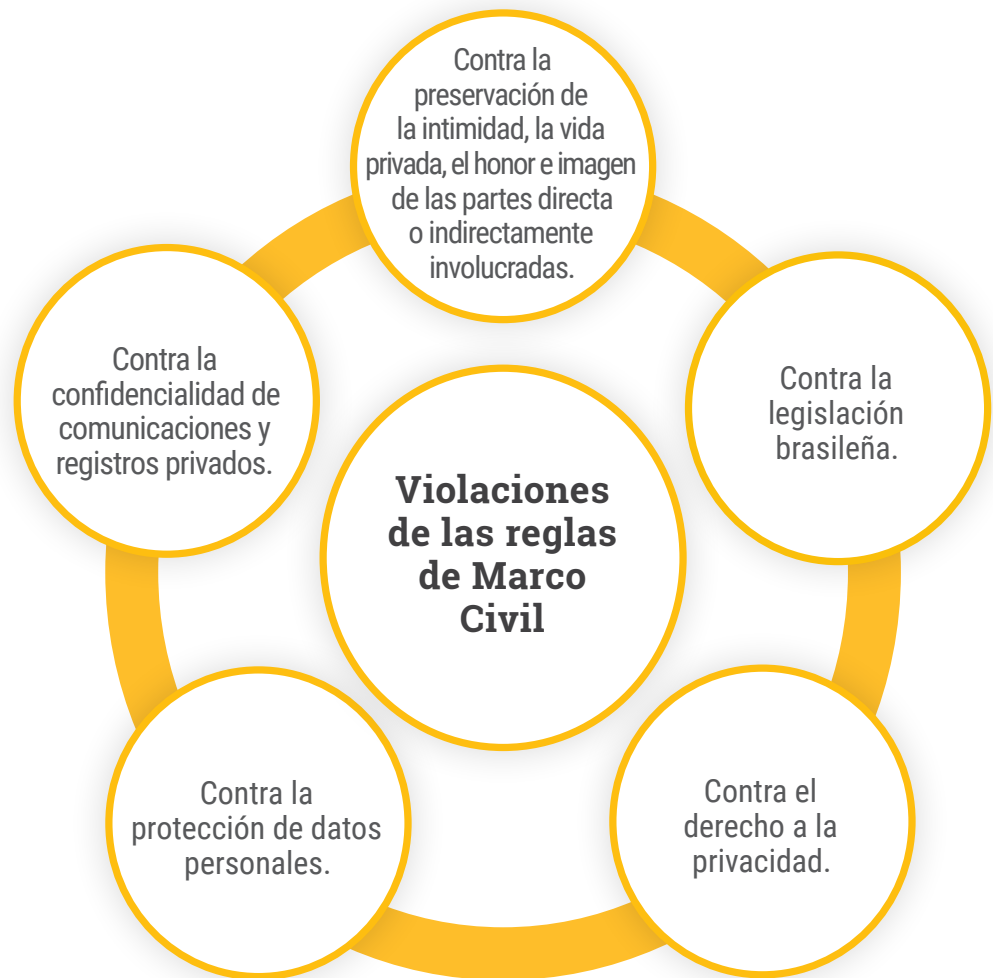 Contra la
preservación de
la intimidad, la vida
privada, el honor e imagen
de las partes directa
o indirectamente
involucradas.
Contra la
confidencialidad de
comunicaciones y
registros privados.
Contra la
legislación
brasileña.
Violaciones
de las reglas
de Marco
Civil
Contra la
protección de datos
personales.
Contra el
derecho a la
privacidad.